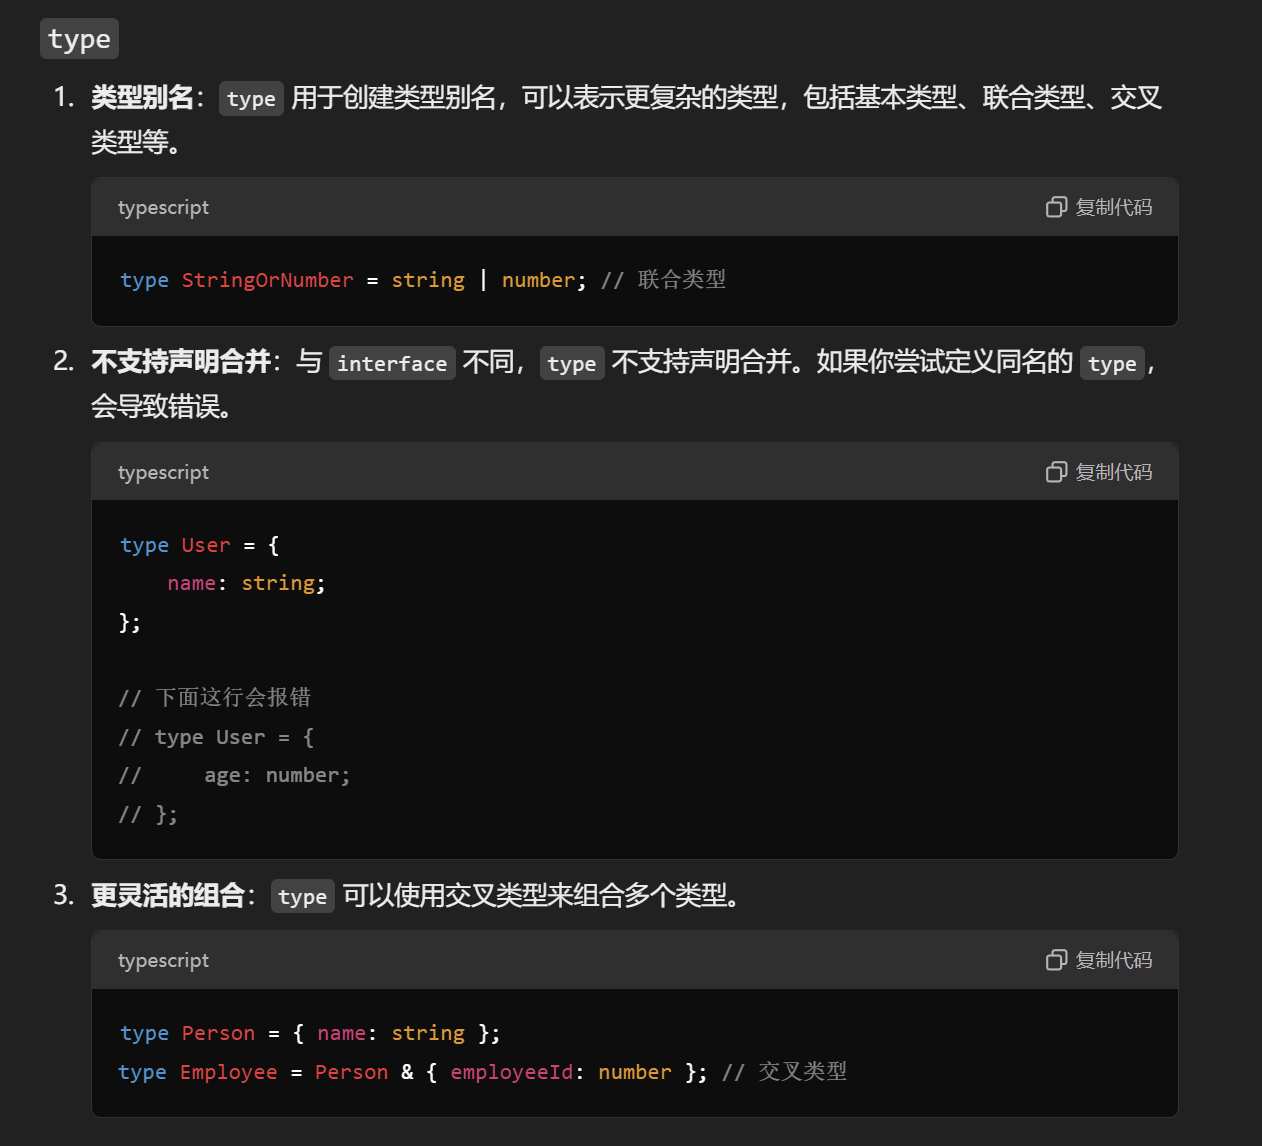 type
1. 类型别名：type 用于创建类型别名，可以表示更复杂的类型，包括基本类型、联合类型、交叉
类型等。
typescript 复制代码
type StringOrNumber = string | number; // 联合类型
2. 不支持声明合并：与 interface 不同，type 不支持声明合并。如果你尝试定义同名的 type，
会导致错误。
typescript 复制代码
type User = {
    name: string;
};
// 下面这行会报错
// type User = {
//     age: number;
// };
3. 更灵活的组合：type 可以使用交叉类型来组合多个类型。
typescript 复制代码
type Person = { name: string };
type Employee = Person & { employeeId: number }; // 交叉类型